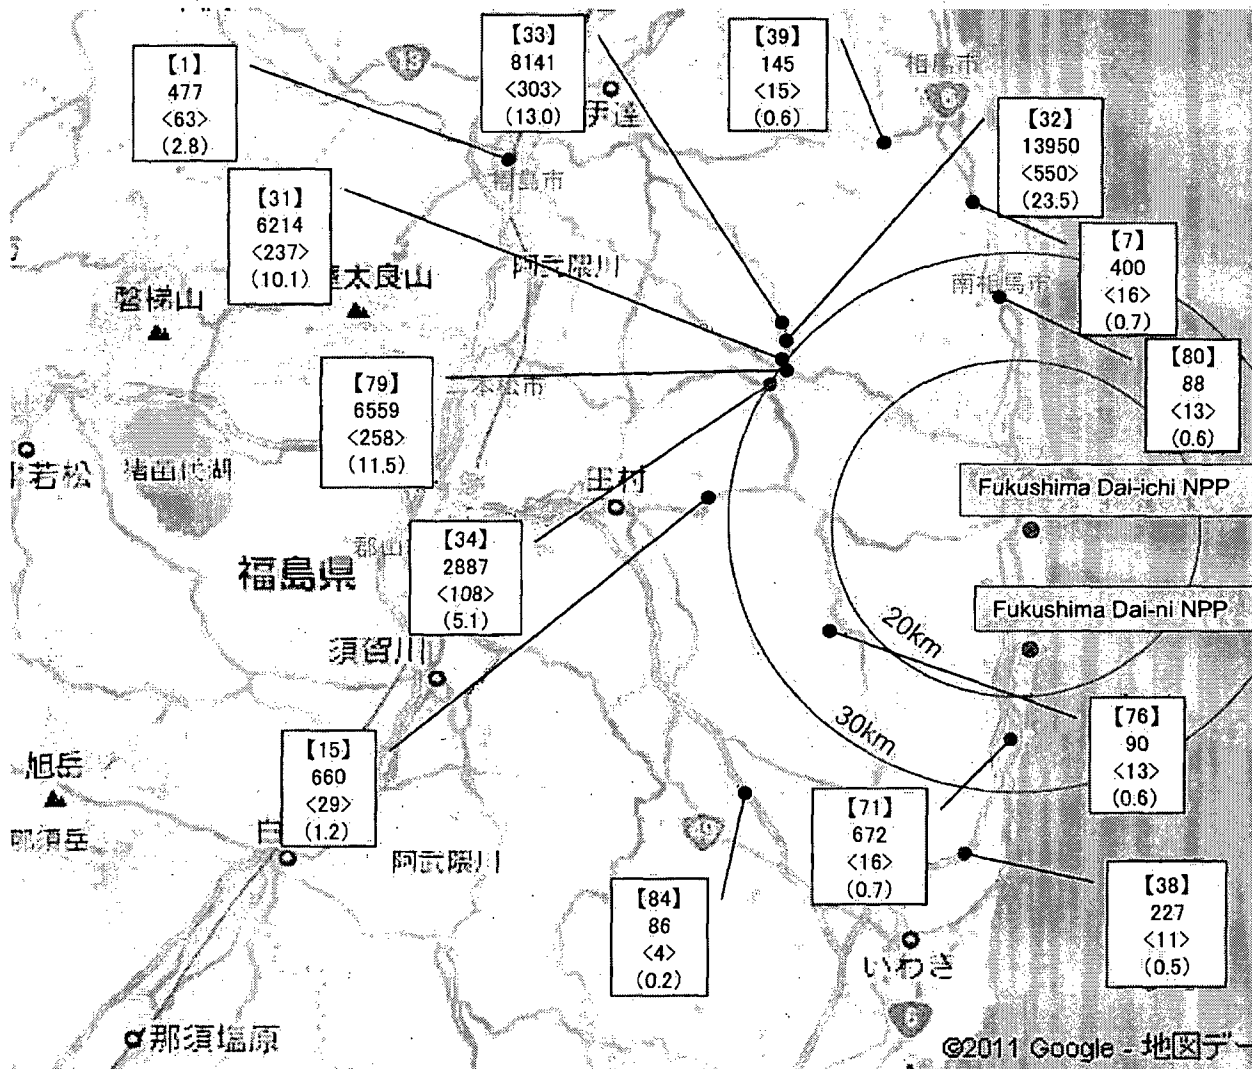 【1】
477
<63>
(2.8)
【33】
8141
<303>
(13.0)
【39】
145
<15>
(0.6)
相馬市
6
13
伊達
【32】
13950
<550>
(23.5)
福島市
【31】
6214
<237>
(10.1)
【7】
400
<16>
(0.7)
阿武隈川
太良山
磐梯山
南相馬市
【80】
88
<13>
(0.6)
【79】
6559
<258>
(11.5)
二本松市
若松
猪苗代湖
Fukushima Dai-ichi NPP
【34】
2887
<108>
(5.1)
郡山
福島県
Fukushima Dai-ni NPP
20km
須賀川
30km
【76】
90
<13>
(0.6)
【15】
660
<29>
(1.2)
旭岳
那須岳
白
阿武隈川
49
【71】
672
<16>
(0.7)
【84】
86
<4>
(0.2)
【38】
227
<11>
(0.5)
いわき
6
那須塩原
©2011 Google - 地図デー